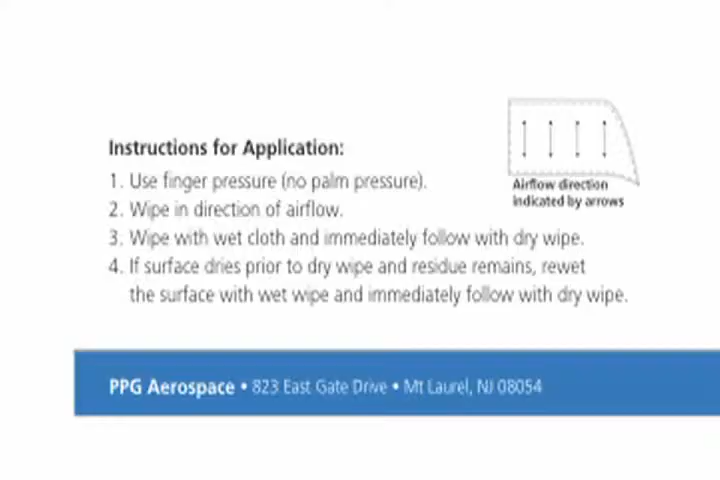 Instructions for Application:
1. Use finger pressure (no palm pressure).
2. Wipe in direction of airflow.
3. Wipe with wet cloth and immediately follow with dry wipe.
4. If surface dries prior to dry wipe and residue remains, rewet
the surface with wet wipe and immediately follow with dry wipe.
Airflow direction
indicated by arrows
PPG Aerospace • 823 East Gate Drive • Mt Laurel, NJ 08054